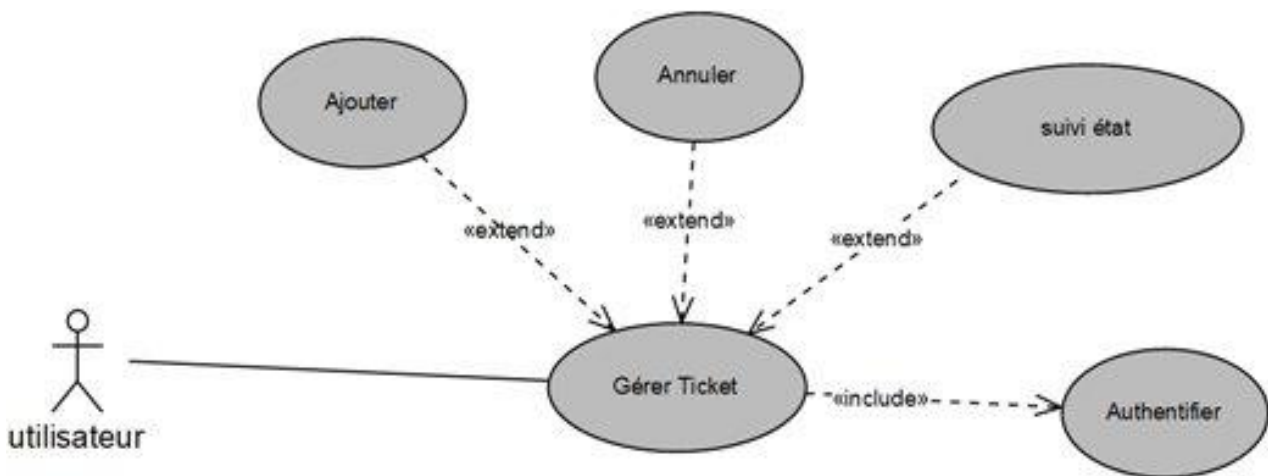 Annuler
Ajouter
suivi état
«extend»
«extend»
«extend»
Gérer Ticket
«include»
Authentifier
utilisateur